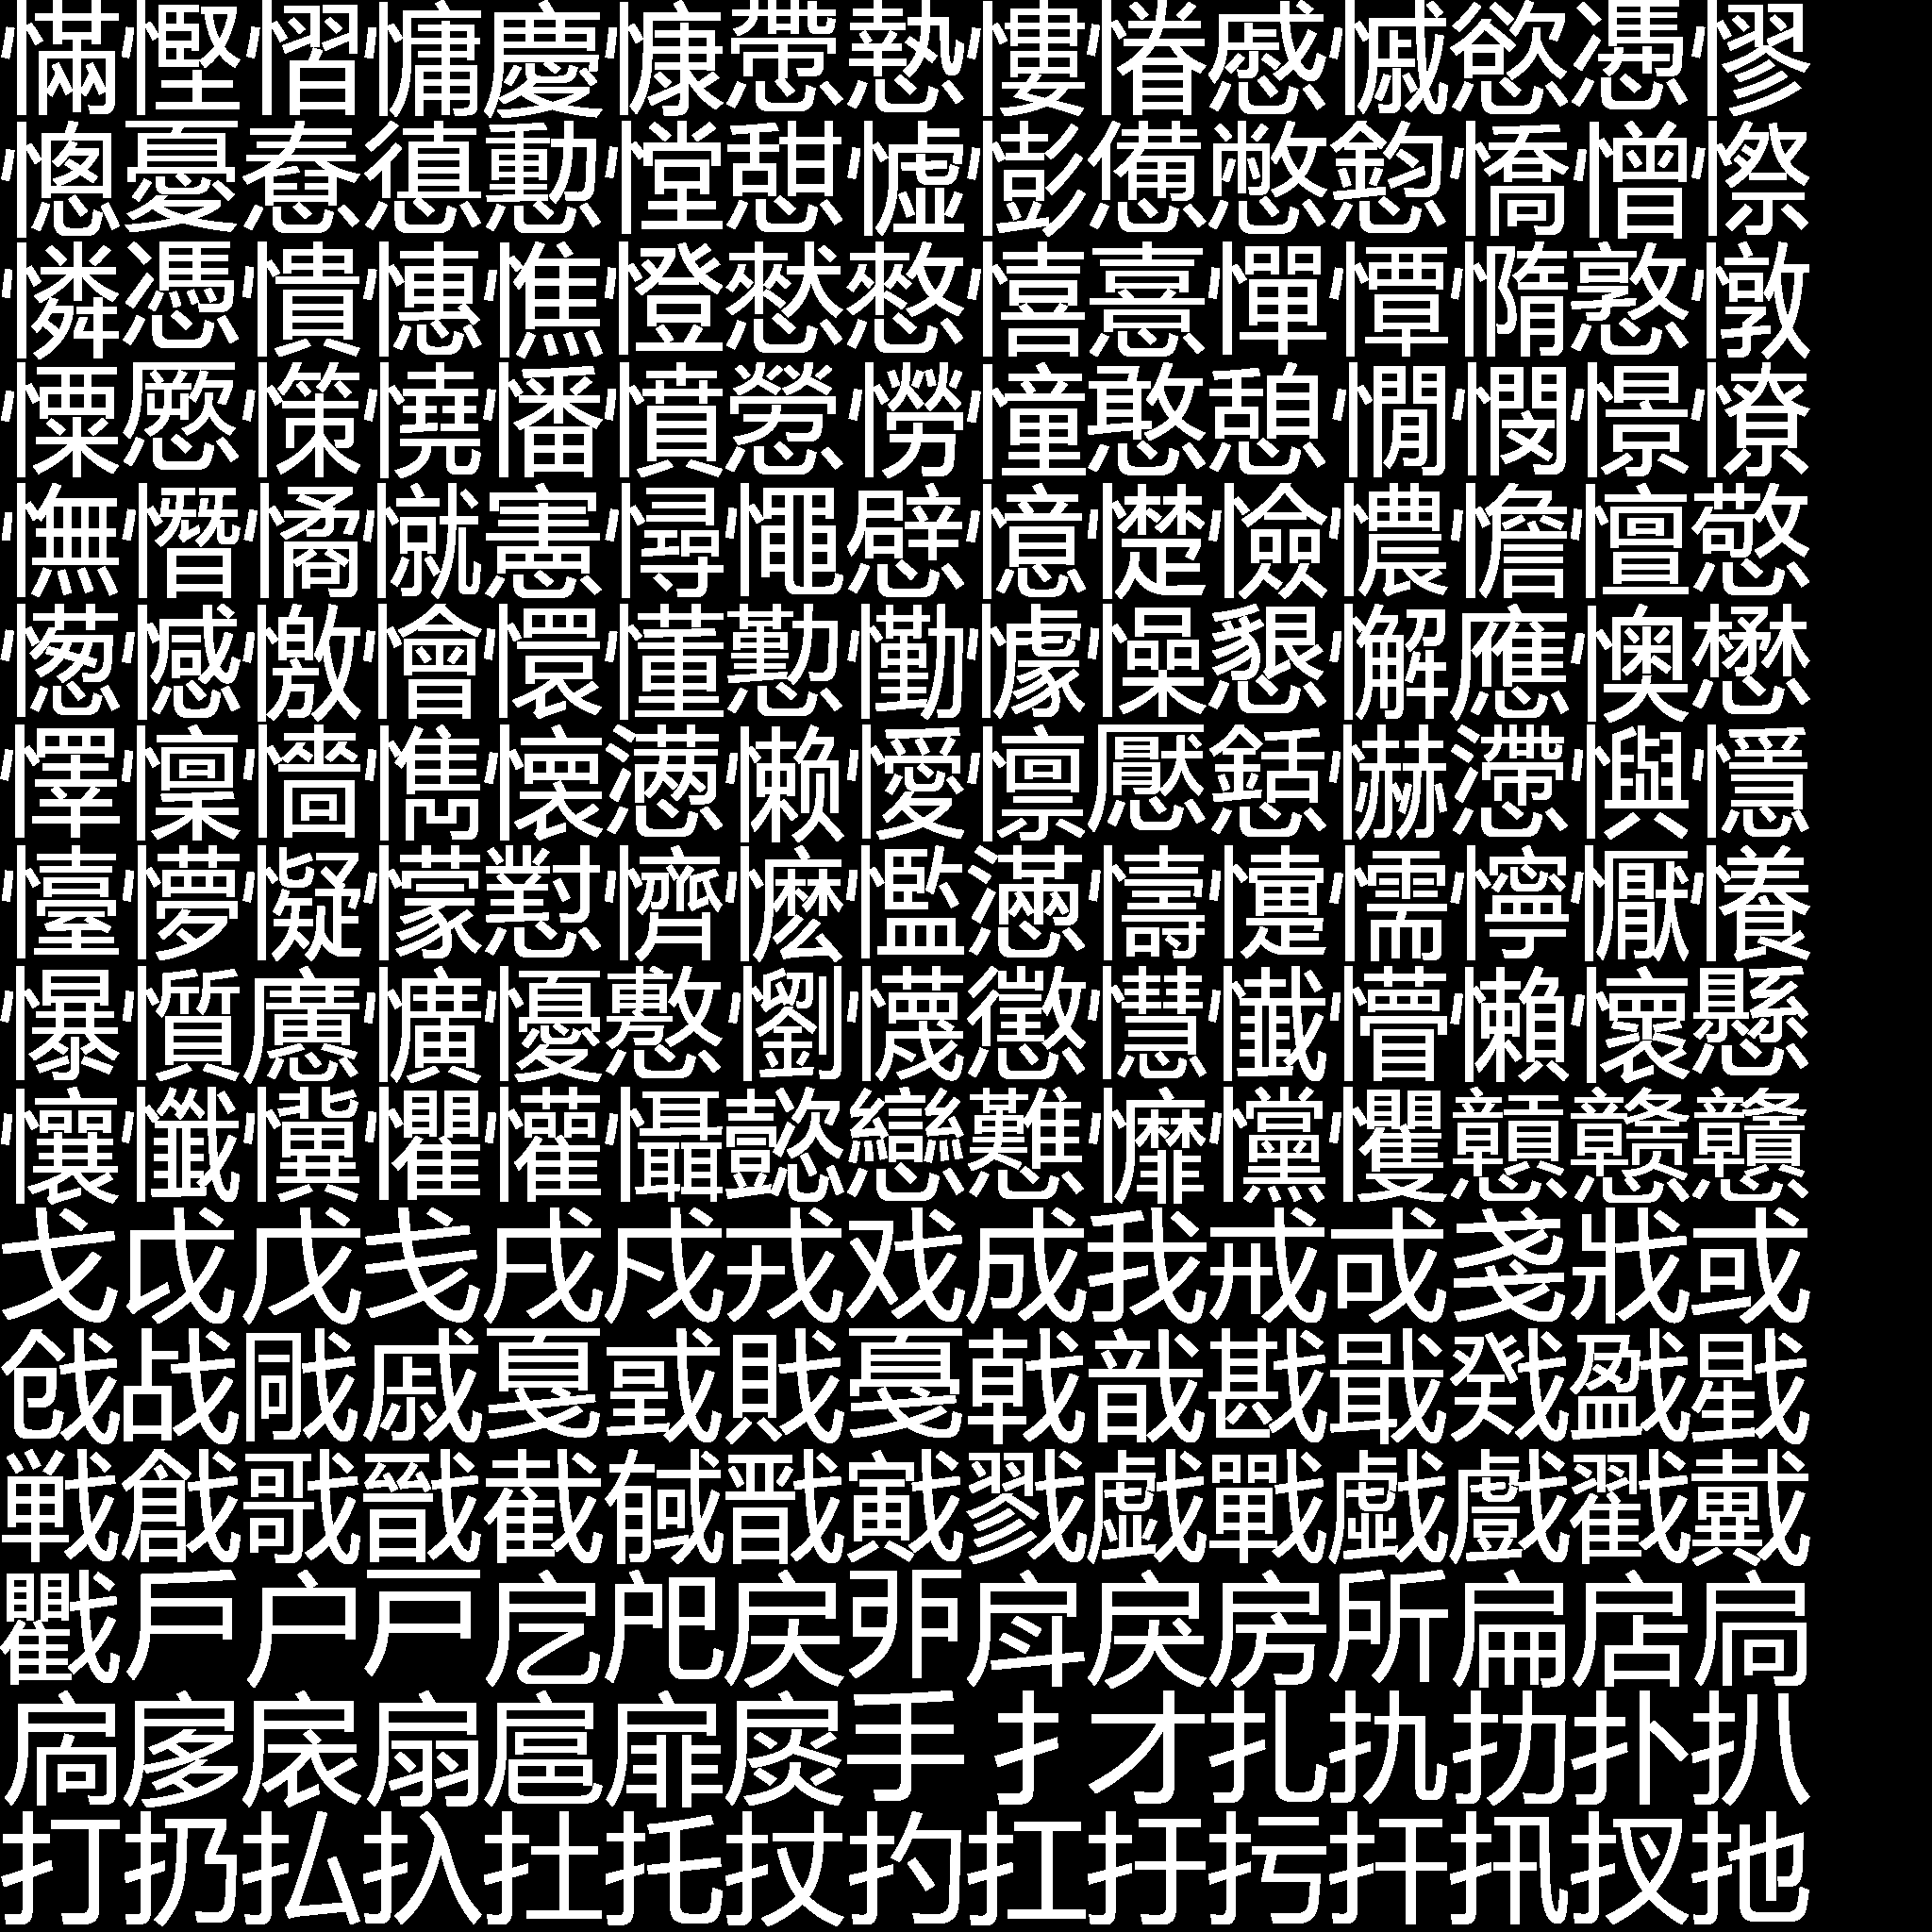 慲慳慴慵慶慷慸慹慺慻慼慽慾慿憀
憁憂憃憄憅憆憇憈憉憊憋憌憍憎憏
憐憑憒憓憔憕憖憗憘憙憚憛憜憝憞
憟憠憡憢憣憤憥憦憧憨憩憪憫憬憭
憮憯憰憱憲憳憴憵憶憷憸憹憺憻憼
憽憾憿懀懁懂懃懄懅懆懇懈應懊懋
懌懍懎懏懐懑懒懓懔懕懖懗懘懙懚
懛懜懝懞懟懠懡懢懣懤懥懦懧懨懩
懪懫懬懭懮懯懰懱懲懳懴懵懶懷懸
懹懺懻懼懽懾懿戀戁戂戃戄戅戆戇
戈戉戊戋戌戍戎戏成我戒戓戔戕或
戗战戙戚戛戜戝戞戟戠戡戢戣戤戥
戦戧戨戩截戫戬戭戮戯戰戱戲戳戴
戵戶户戸戹戺戻戼戽戾房所扁扂扃
扄扅扆扇扈扉扊手扌才扎扏扐扑扒
打扔払扖扗托扙扚扛扜扝扞扟扠扡